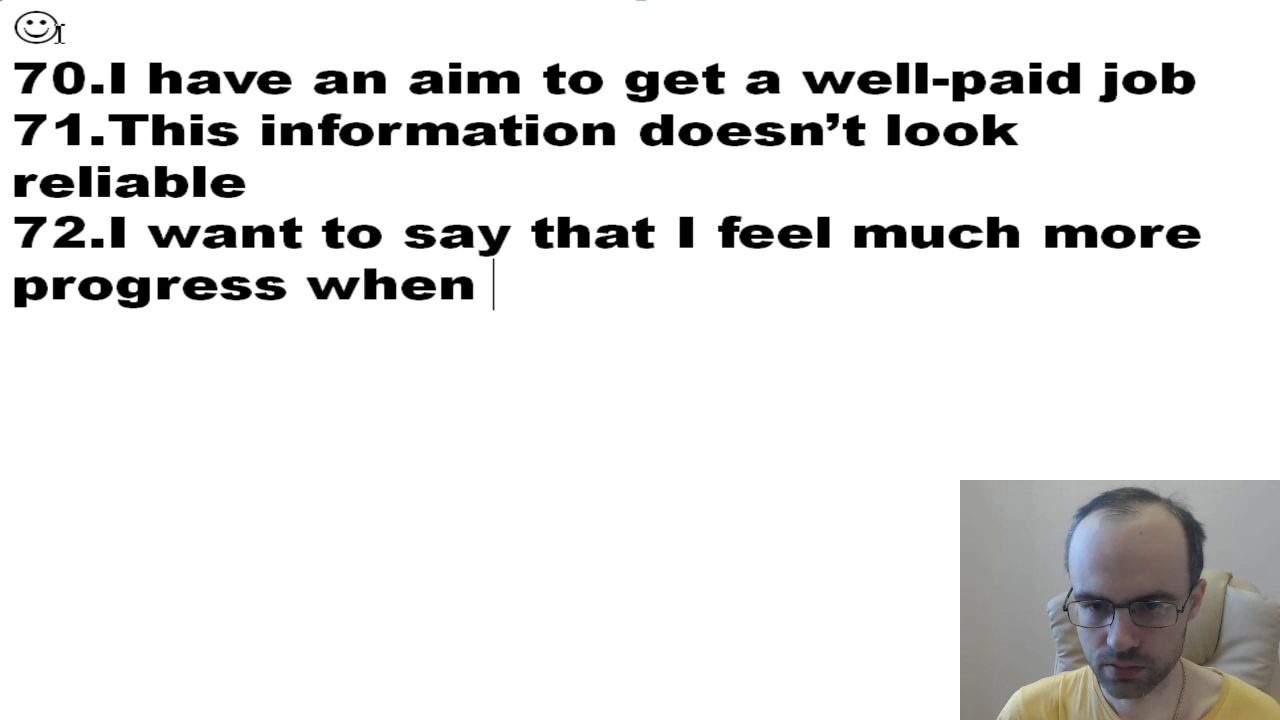 70.I have an aim to get a well-paid job
71.This information doesn’t look
reliable
72.I want to say that I feel much more
progress when